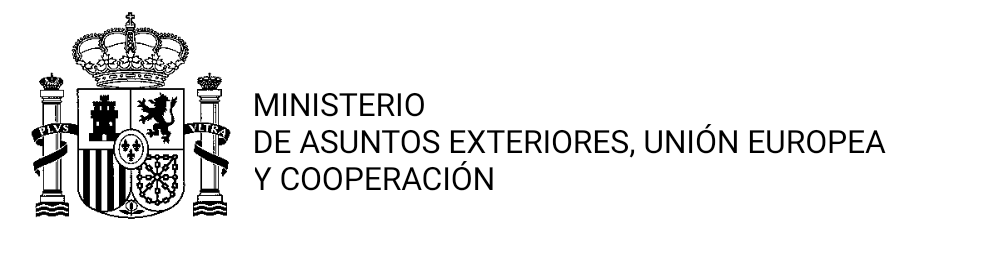 PLVS VLTRA
MINISTERIO
DE ASUNTOS EXTERIORES, UNIÓN EUROPEA
Y COOPERACIÓN